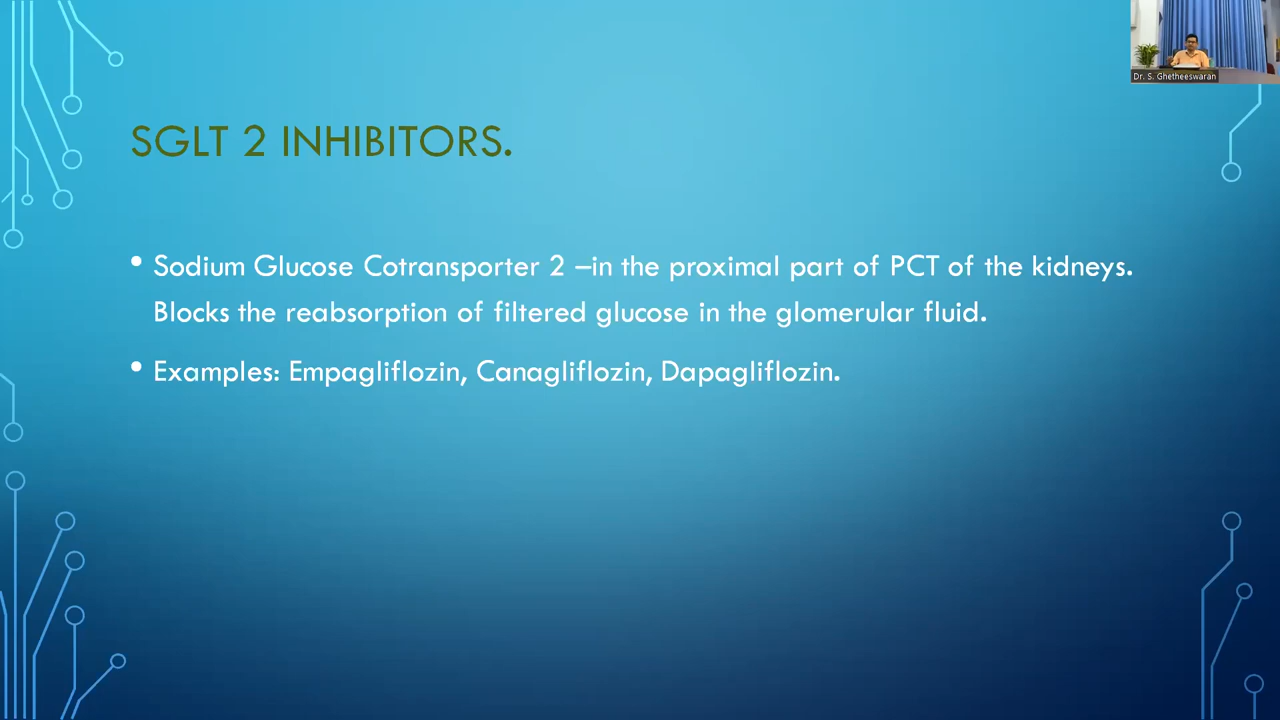 Dr. S. Ghetheeswaran
SGLT 2 INHIBITORS.
• Sodium Glucose Cotransporter 2 –in the proximal part of PCT of the kidneys.
Blocks the reabsorption of filtered glucose in the glomerular fluid.
• Examples: Empagliflozin, Canagliflozin, Dapagliflozin.